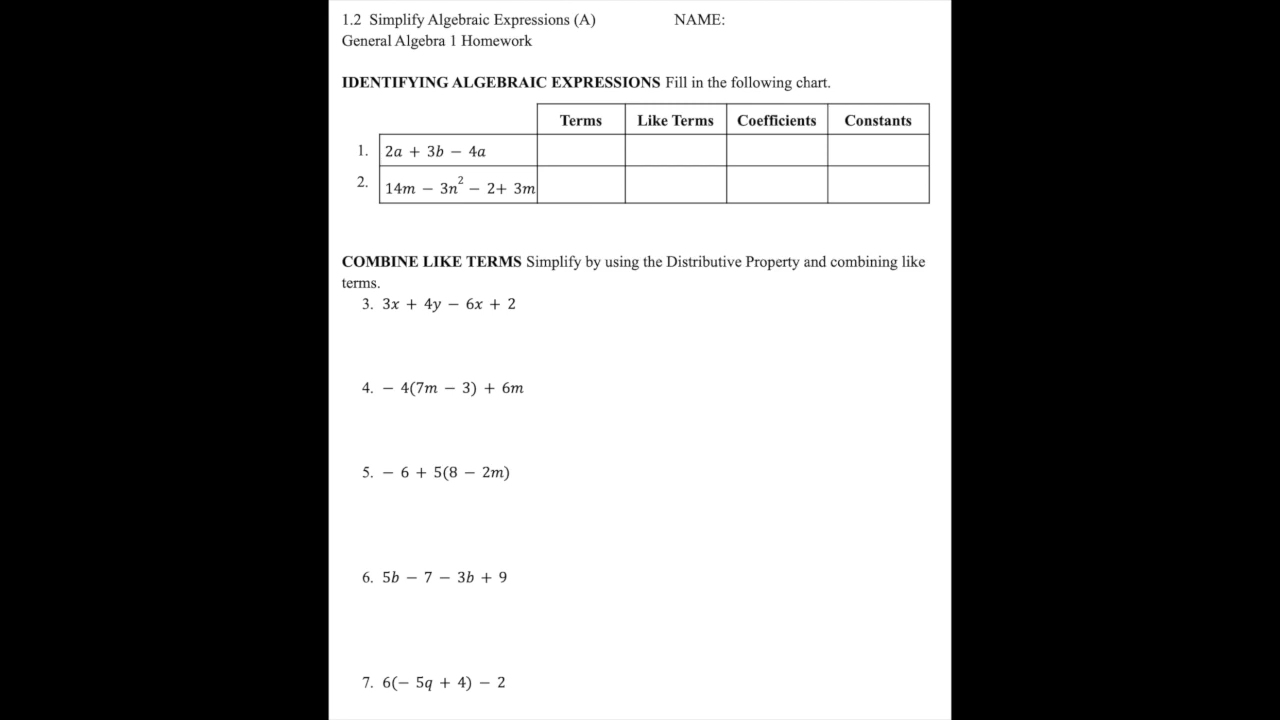 1.2 Simplify Algebraic Expressions (A) NAME:
General Algebra 1 Homework
IDENTIFYING ALGEBRAIC EXPRESSIONS Fill in the following chart.
Terms Like Terms Coefficients Constants
1. 2a + 3b − 4a
2. 14m − 3n² − 2+ 3m
COMBINE LIKE TERMS Simplify by using the Distributive Property and combining like
terms.
3. 3x + 4y − 6x + 2
4. − 4(7m − 3) + 6m
5. − 6 + 5(8 − 2m)
6. 5b − 7 − 3b + 9
7. 6(− 5q + 4) − 2